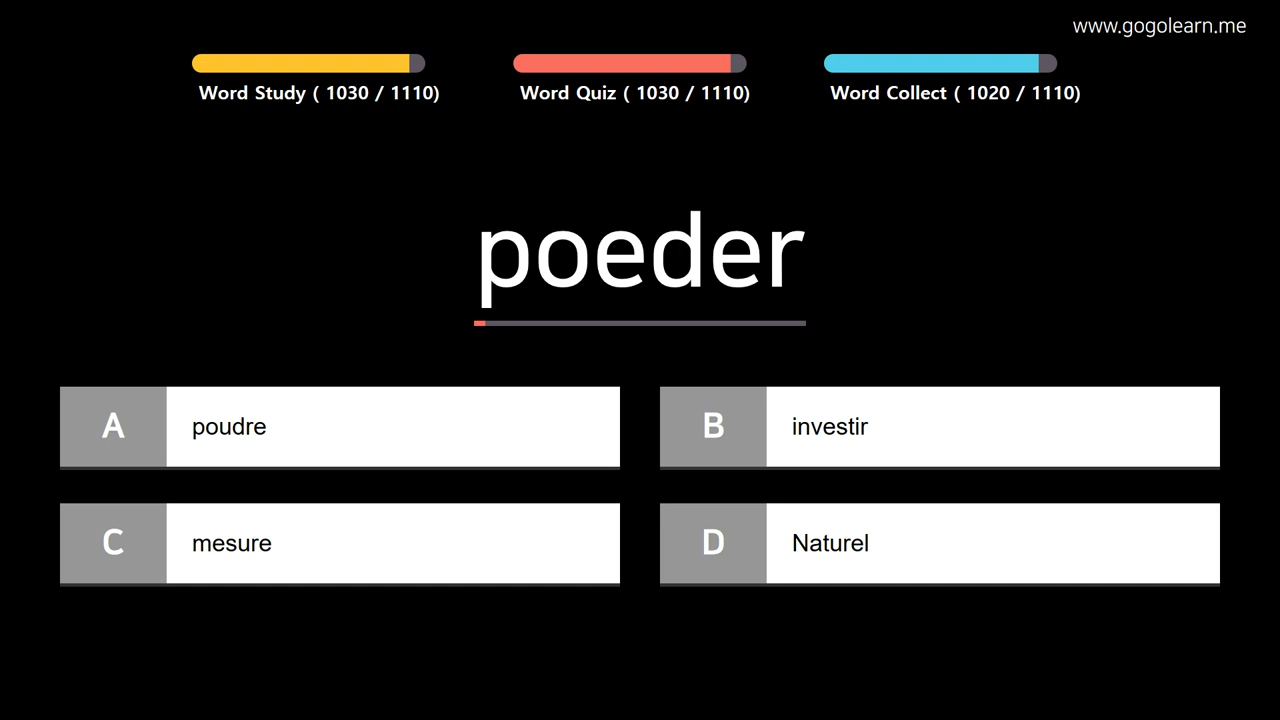 www.gogolearn.me
Word Study ( 1030 / 1110)
Word Quiz ( 1030 / 1110)
Word Collect ( 1020 / 1110)
poeder
A poudre
B investir
C mesure
D Naturel